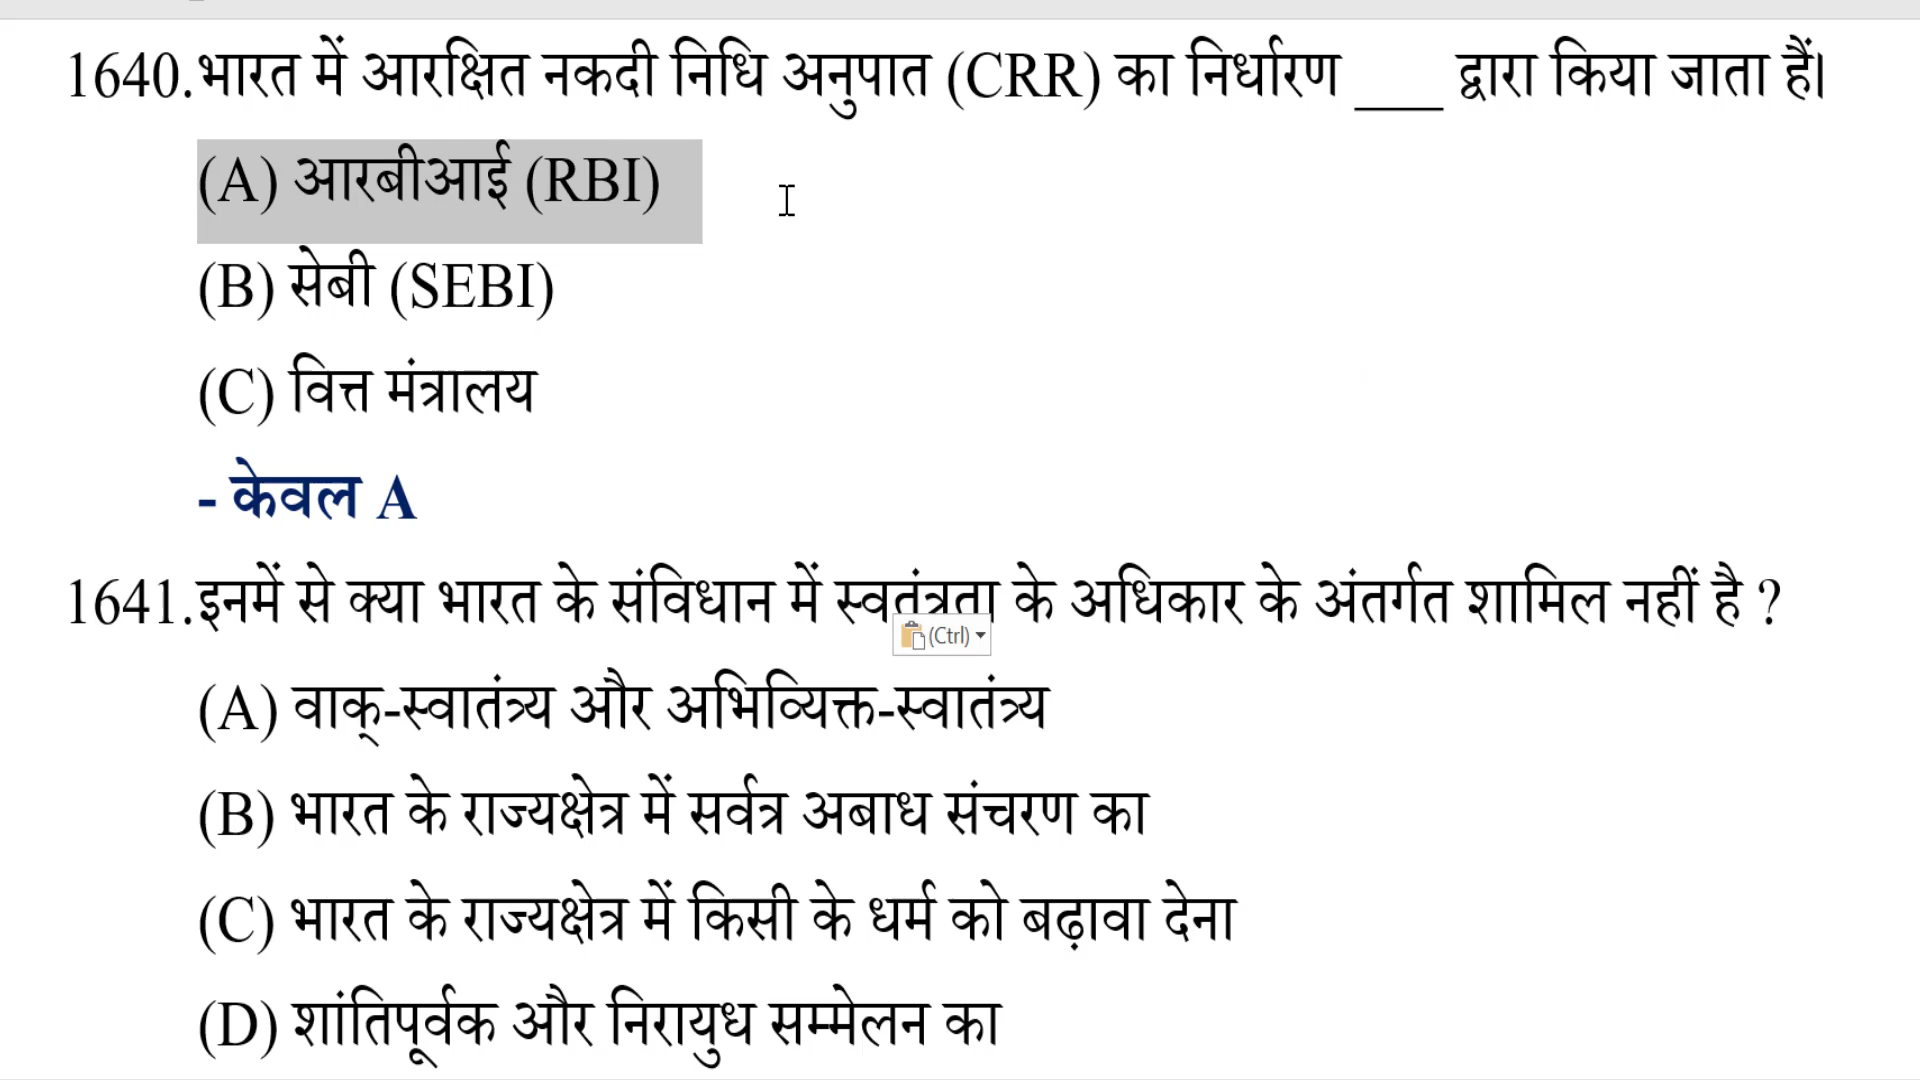 1640.भारत में आरक्षित नकदी निधि अनुपात (CRR) का निर्धारण ___ द्वारा किया जाता हैं।
(A) आरबीआई (RBI)
(B) सेबी (SEBI)
(C) वित्त मंत्रालय
- केवल A
1641.इनमें से क्या भारत के संविधान में स्वतंत्रता के अधिकार के अंतर्गत शामिल नहीं है ?
(Ctrl)
(A) वाक्-स्वातंत्र्य और अभिव्यिक्त-स्वातंत्र्य
(B) भारत के राज्यक्षेत्र में सर्वत्र अबाध संचरण का
(C) भारत के राज्यक्षेत्र में किसी के धर्म को बढ़ावा देना
(D) शांतिपूर्वक और निरायुध सम्मेलन का